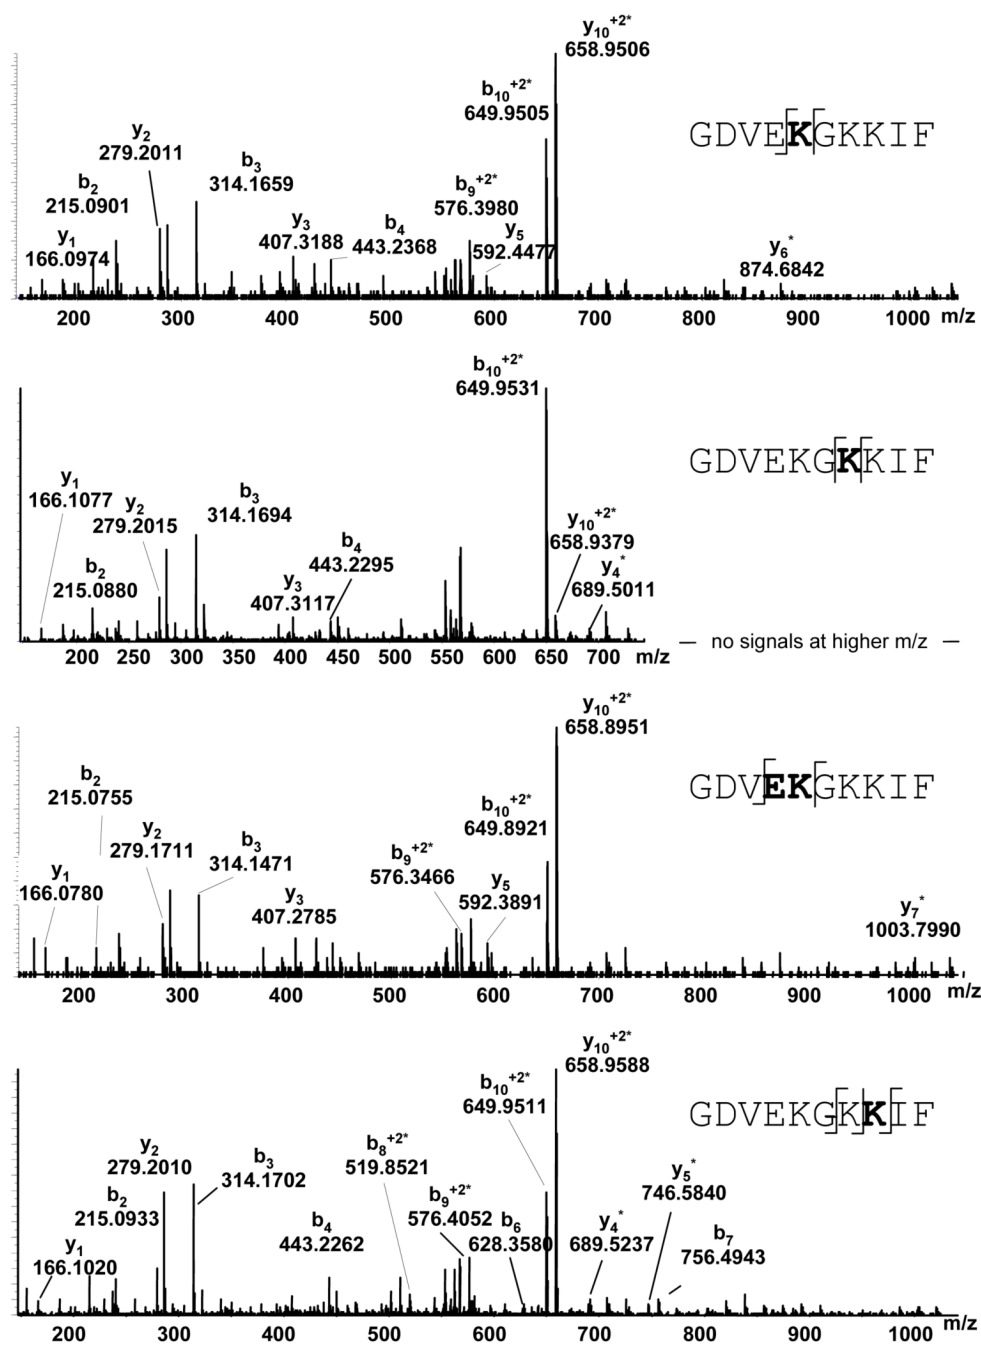 y10+2*
658.9506
b10+2*
649.9505
GDVEKGKKIF
y2
279.2011
b3
314.1659
b9+2*
576.3980
b2
215.0901
y3
407.3188
b4
443.2368
y5
592.4477
y1
166.0974
y6*
874.6842
200 300 400 500 600 700 800 900 1000 m/z
b10+2*
649.9531
GDVEKGKKIF
y1
166.1077
y2
279.2015
b3
314.1694
b4
443.2295
y10+2*
658.9379
b2
215.0880
y3
407.3117
y4*
689.5011
— no signals at higher m/z —
200 250 300 350 400 450 500 550 600 650 700 m/z
y10+2*
658.8951
b2
215.0755
GDVEKGKKIF
y2
279.1711
b3
314.1471
b10+2*
649.8921
b9+2*
576.3466
y1
166.0780
y3
407.2785
y5
592.3891
y7*
1003.7990
200 300 400 500 600 700 800 900 1000 m/z
y10+2*
658.9588
b10+2*
649.9511
GDVEKGKKIF
y2
279.2010
b3
314.1702
b8+2*
519.8521
y5*
746.5840
b2
215.0933
b9+2*
576.4052
b4
443.2262
b6
628.3580
y4*
689.5237
b7
756.4943
y1
166.1020
200 300 400 500 600 700 800 900 1000 m/z